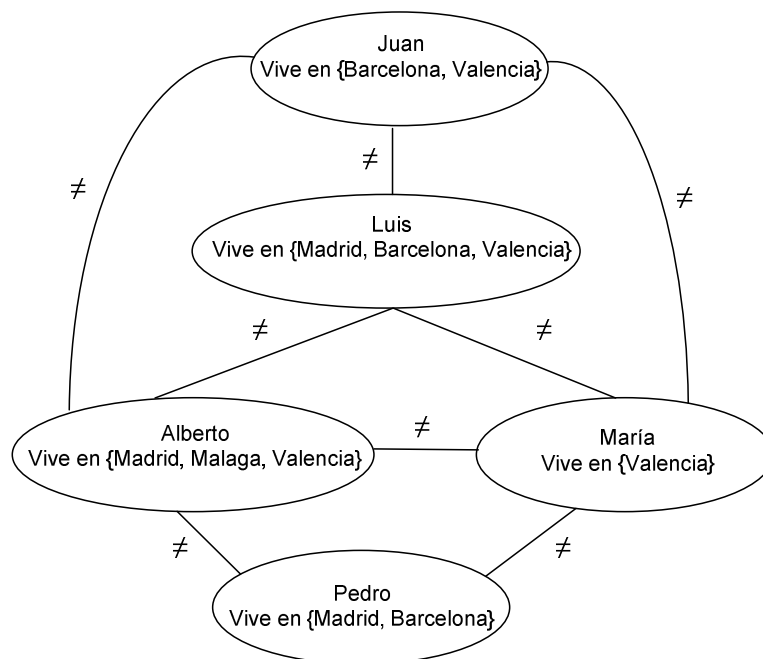 Juan
Vive en {Barcelona, Valencia}
≠
≠
≠
Luis
Vive en {Madrid, Barcelona, Valencia}
≠
≠
Alberto
Vive en {Madrid, Malaga, Valencia}
≠
María
Vive en {Valencia}
≠
≠
Pedro
Vive en {Madrid, Barcelona}